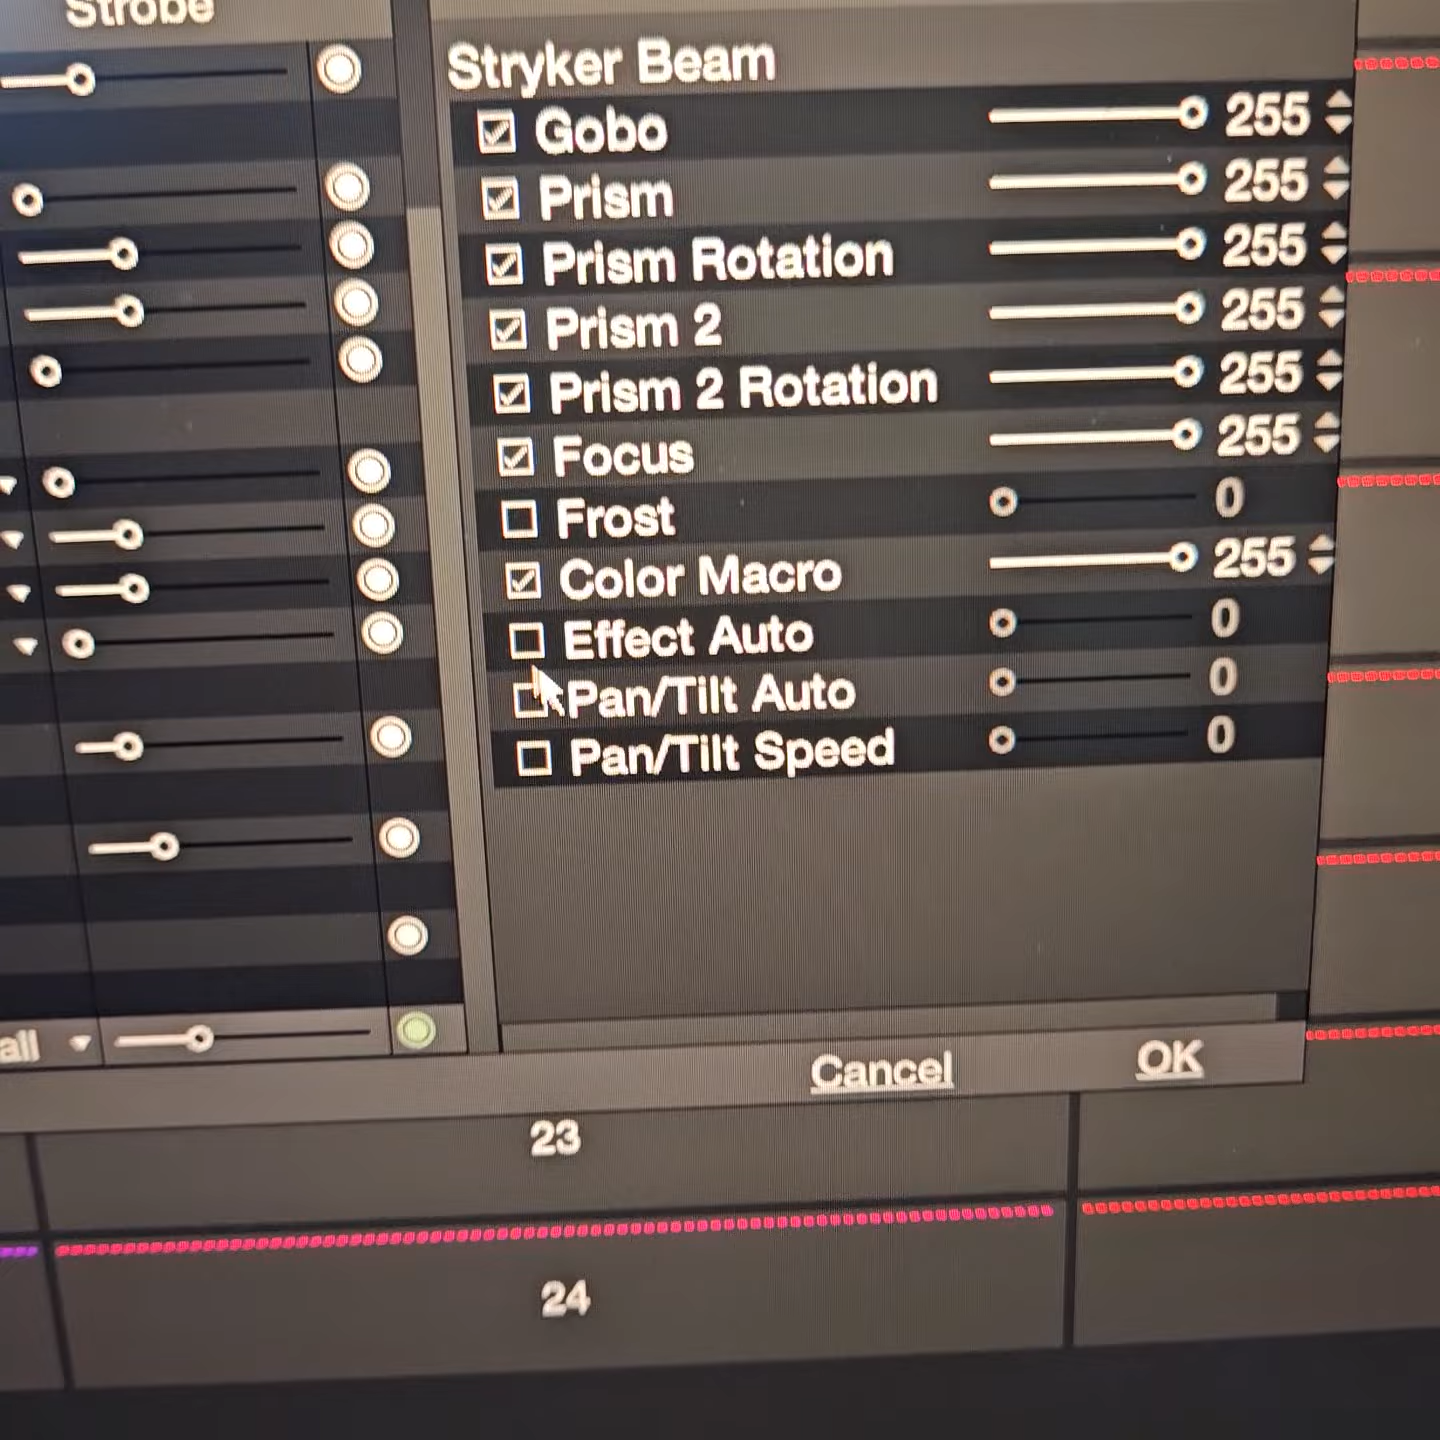 Strobe
Stryker Beam
Gobo 255
Prism 255
Prism Rotation 255
Prism 2 255
Prism 2 Rotation 255
Focus 255
Frost 0
Color Macro 255
Effect Auto 0
Pan/Tilt Auto 0
Pan/Tilt Speed 0
all
Cancel OK
23
24